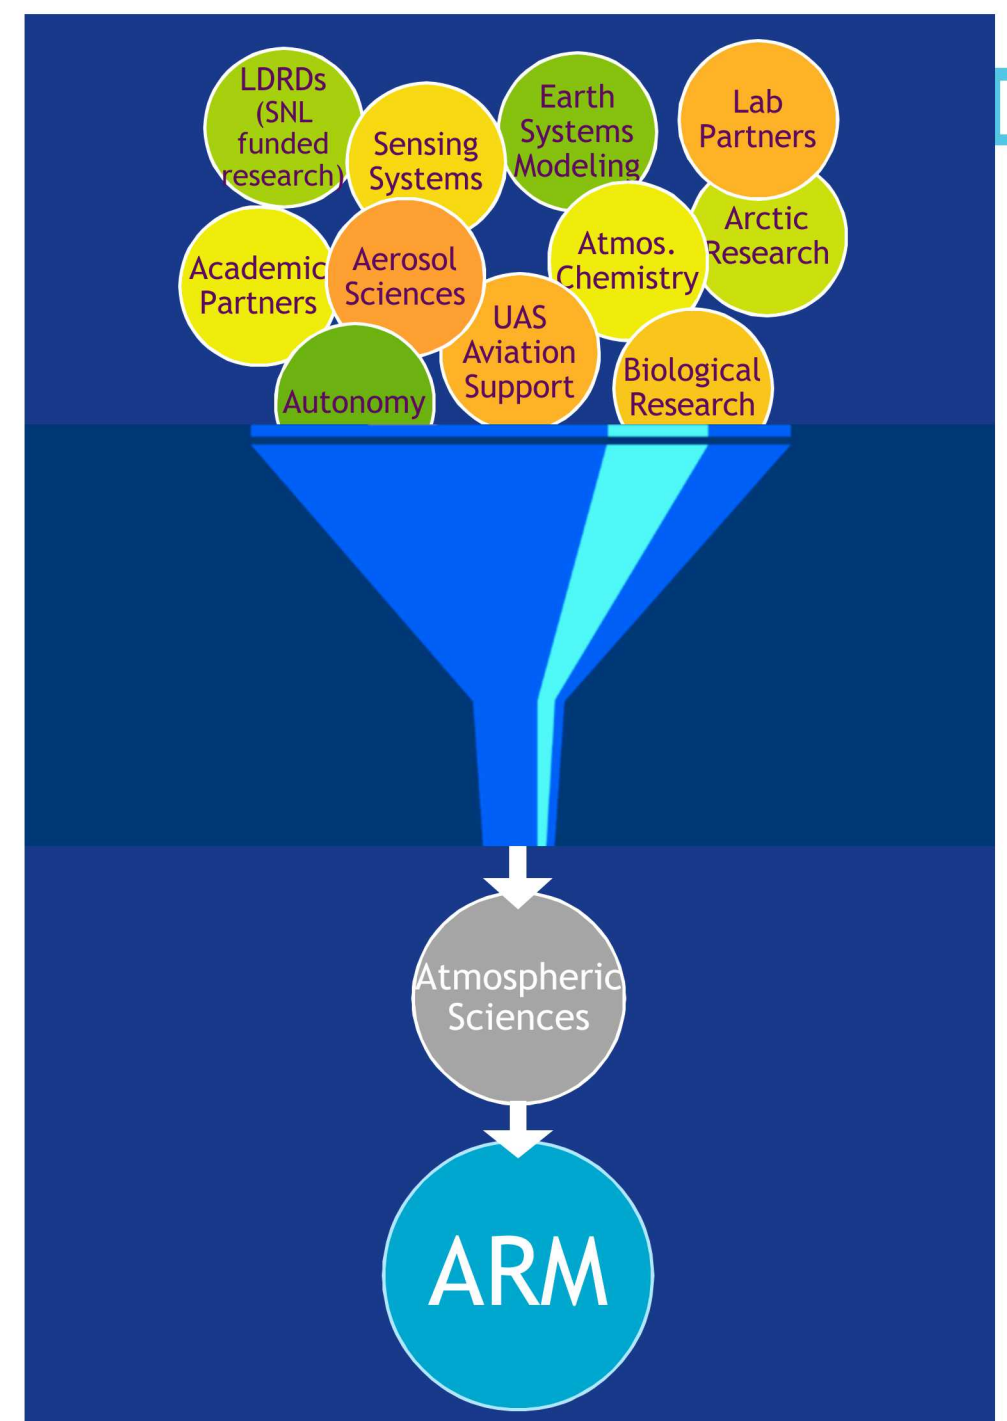 LDRDs
(SNL
funded
research)
Sensing
Systems
Earth
Systems
Modeling
Lab
Partners
Arctic
Research
Academic
Partners
Aerosol
Sciences
Atmos.
Chemistry
UAS
Aviation
Support
Biological
Research
Autonomy
Atmospheric
Sciences
ARM